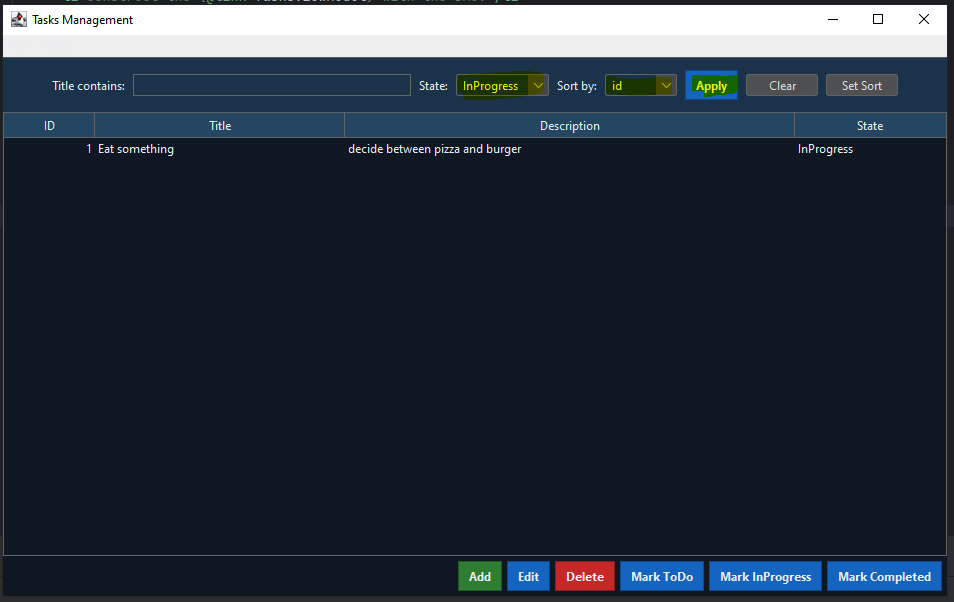 Tasks Management
Title contains: State: InProgress Sort by: id Apply Clear Set Sort
ID Title Description State
1 Eat something decide between pizza and burger InProgress
Add Edit Delete Mark ToDo Mark InProgress Mark Completed